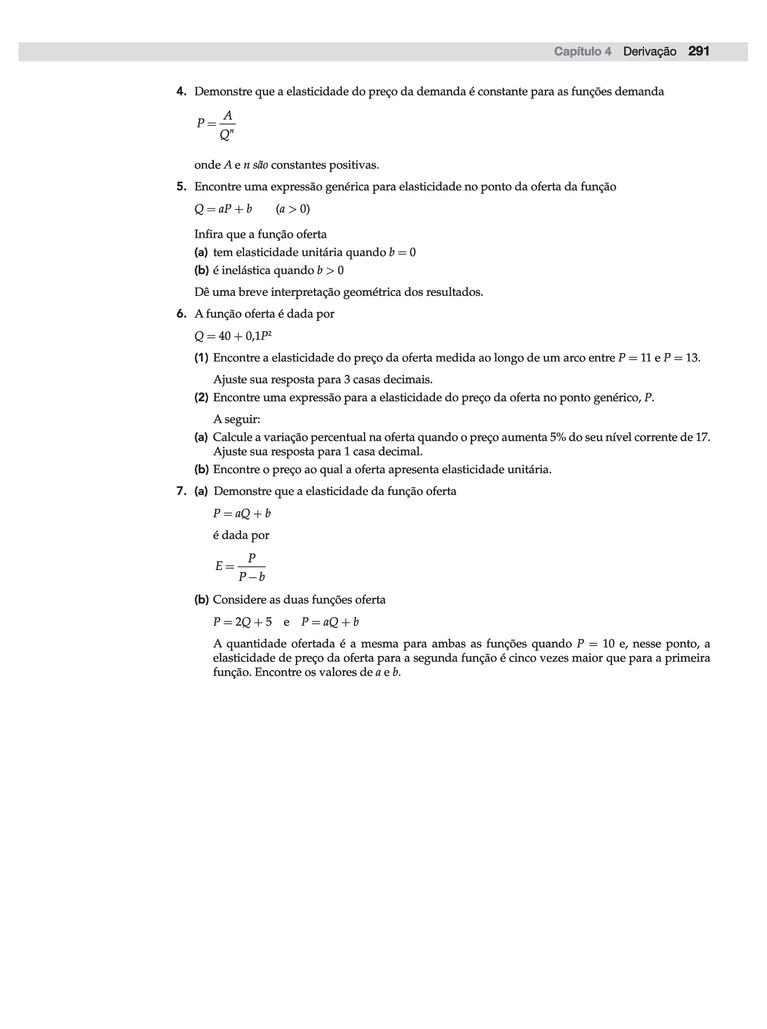 Capítulo 4 Derivação 291
4. Demonstre que a elasticidade do preço da demanda é constante para as funções demanda
P = A/Qⁿ
onde A e n são constantes positivas.
5. Encontre uma expressão genérica para elasticidade no ponto da oferta da função
Q = aP + b (a > 0)
Infira que a função oferta
(a) tem elasticidade unitária quando b = 0
(b) é inelástica quando b > 0
Dê uma breve interpretação geométrica dos resultados.
6. A função oferta é dada por
Q = 40 + 0,1P²
(1) Encontre a elasticidade do preço da oferta medida ao longo de um arco entre P = 11 e P = 13.
Ajuste sua resposta para 3 casas decimais.
(2) Encontre uma expressão para a elasticidade do preço da oferta no ponto genérico, P.
A seguir:
(a) Calcule a variação percentual na oferta quando o preço aumenta 5% do seu nível corrente de 17.
Ajuste sua resposta para 1 casa decimal.
(b) Encontre o preço ao qual a oferta apresenta elasticidade unitária.
7. (a) Demonstre que a elasticidade da função oferta
P = aQ + b
é dada por
E = P/(P – b)
(b) Considere as duas funções oferta
P = 2Q + 5 e P = aQ + b
A quantidade ofertada é a mesma para ambas as funções quando P = 10 e, nesse ponto, a
elasticidade de preço da oferta para a segunda função é cinco vezes maior que para a primeira
função. Encontre os valores de a e b.